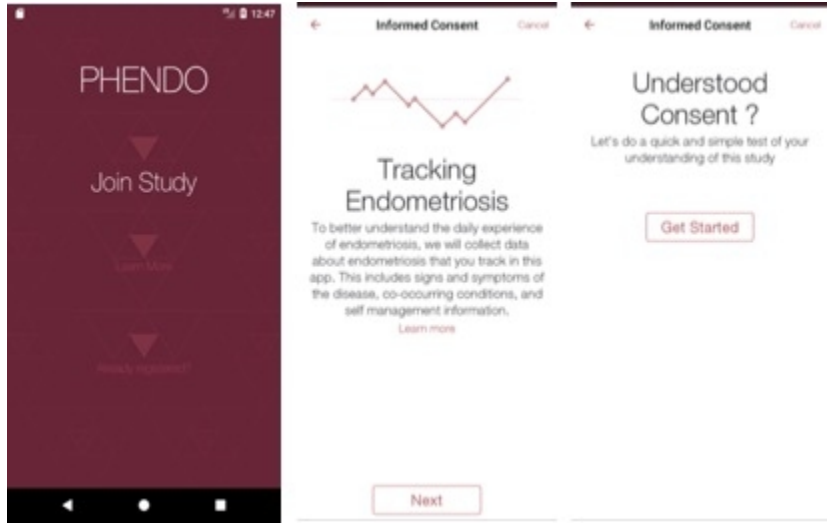 12:47
PHENDO
Join Study
Learn More
Already registered?
Informed Consent
Cancel
Tracking
Endometriosis
To better understand the daily experience
of endometriosis, we will collect data
about endometriosis that you track in this
app. This includes signs and symptoms of
the disease, co-occurring conditions, and
self management information.
Learn more
Next
Informed Consent
Cancel
Understood
Consent ?
Let's do a quick and simple test of your
understanding of this study
Get Started